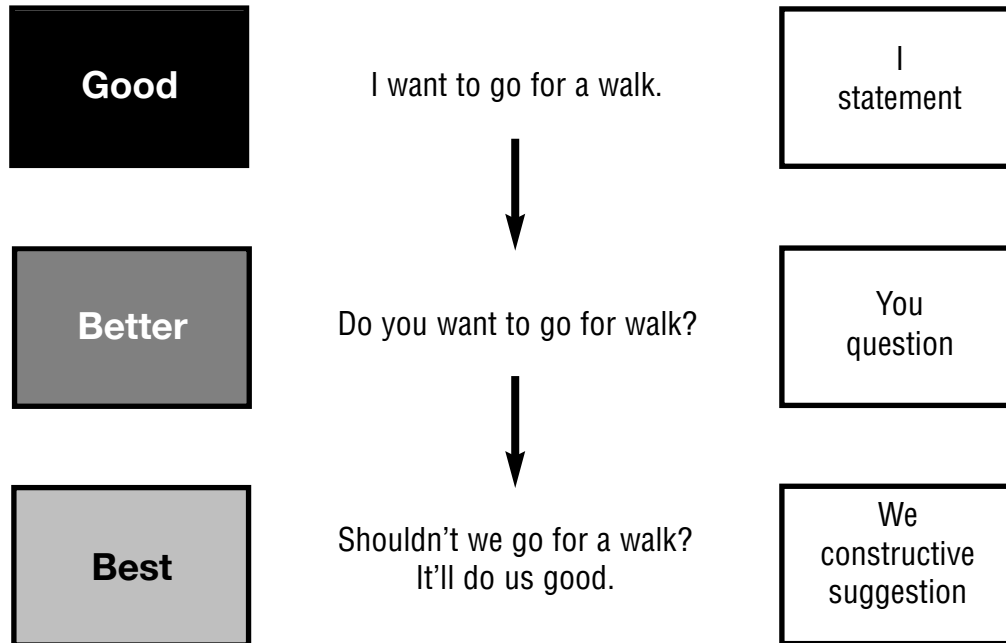 Good
I want to go for a walk.
I
statement
Better
Do you want to go for walk?
You
question
Best
Shouldn’t we go for a walk?
It’ll do us good.
We
constructive
suggestion